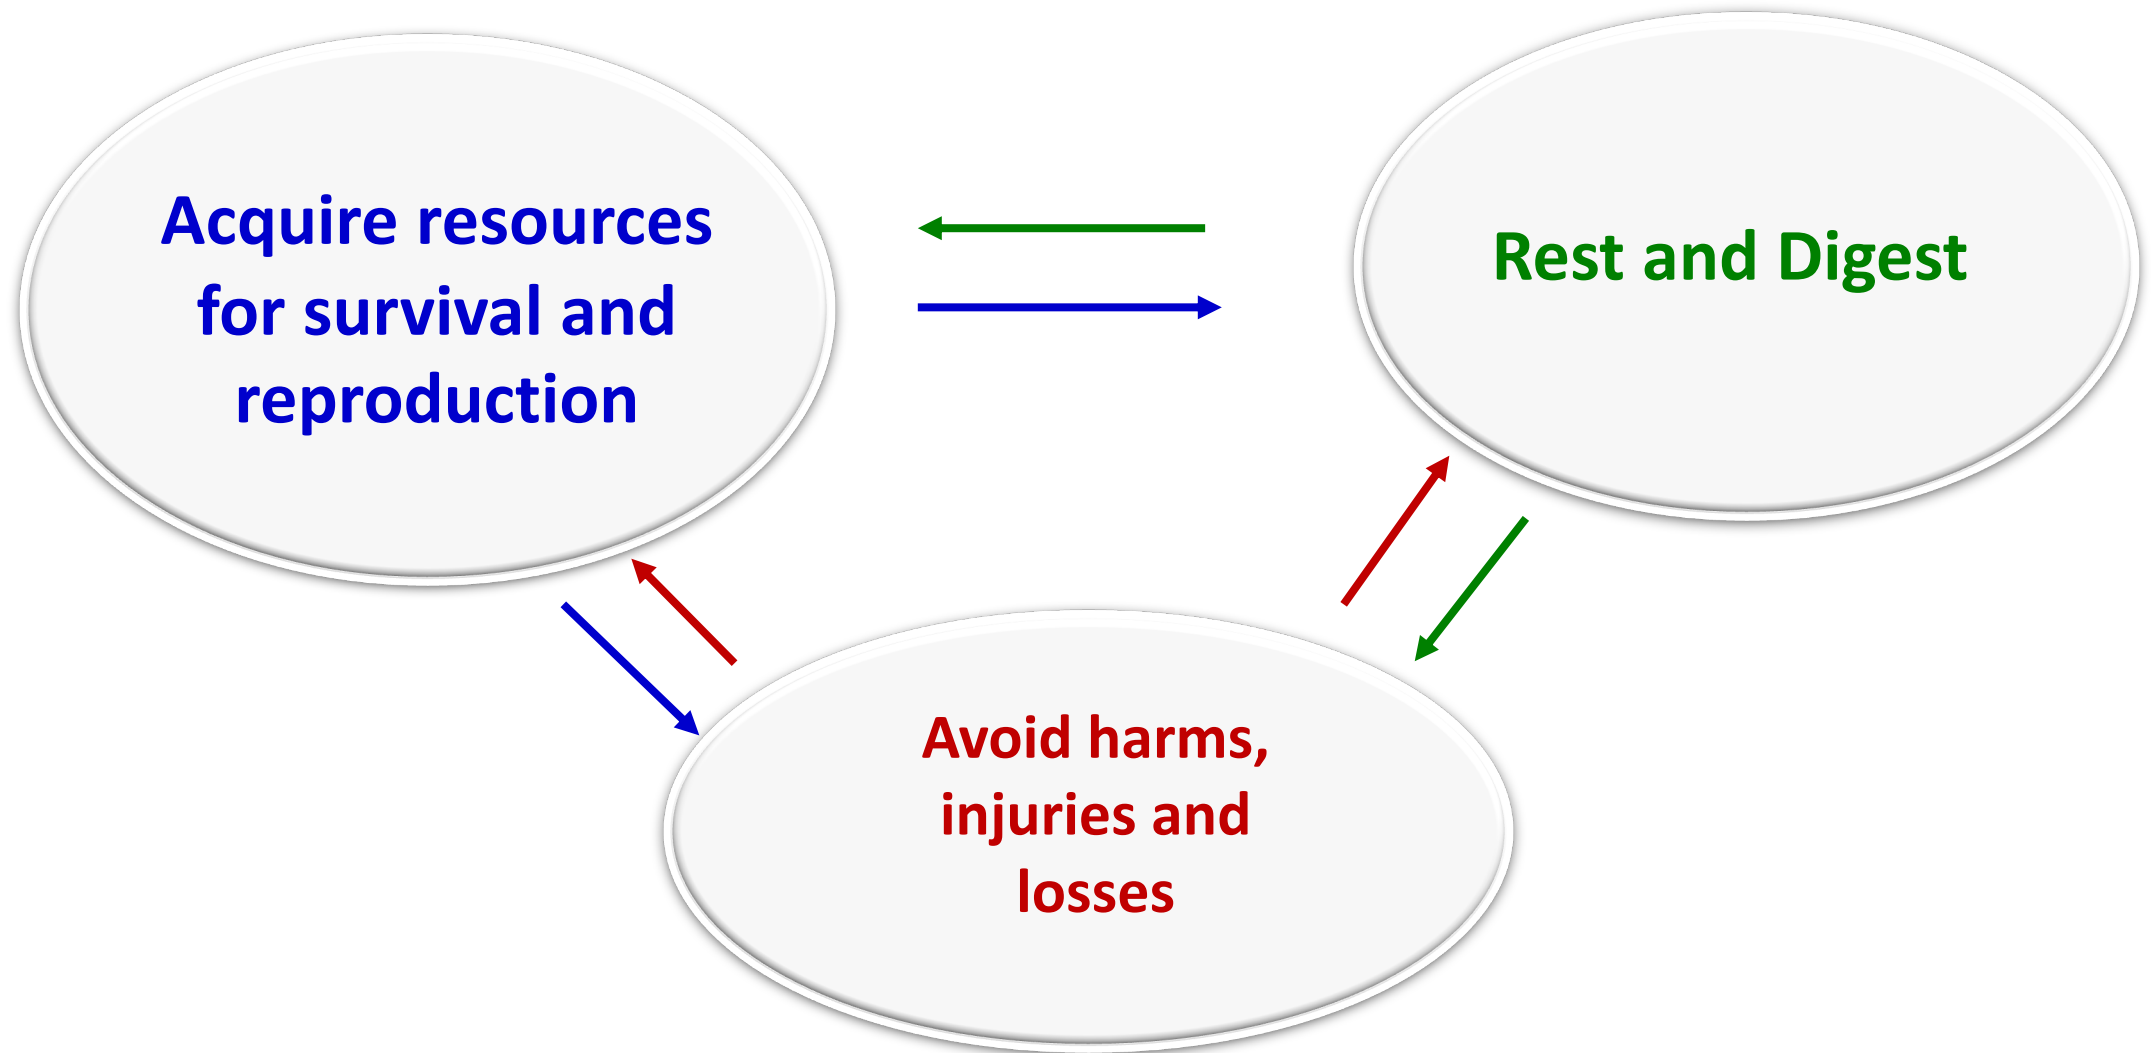 Acquire resources
for survival and
reproduction
Rest and Digest
Avoid harms,
injuries and
losses